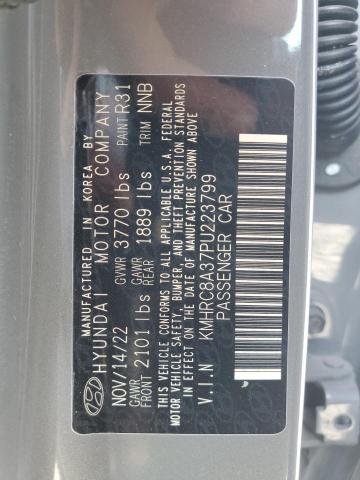 MANUFACTURED IN KOREA BY
HYUNDAI MOTOR COMPANY
NOV/14/22 GVWR 3770 lbs PAINT R31
GAWR FRONT 2101 lbs GAWR REAR 1889 lbs TRIM NNB
THIS VEHICLE CONFORMS TO ALL APPLICABLE U.S.A. FEDERAL
MOTOR VEHICLE SAFETY, BUMPER, AND THEFT PREVENTION STANDARDS
IN EFFECT ON THE DATE OF MANUFACTURE SHOWN ABOVE
V.I.N KMHRC8A37PU223799
PASSENGER CAR